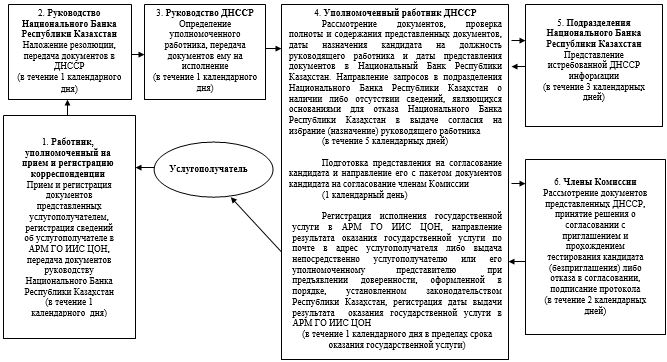 2. Руководство
Национального Банка
Республики Казахстан
Наложение резолюции,
передача документов в
ДНССР
(в течение 1 календарного
дня)
3. Руководство ДНССР
Определение
уполномоченного
работника, передача
документов ему на
исполнение
(в течение 1 календарного
дня)
4. Уполномоченный работник ДНССР
Рассмотрение документов, проверка
полноты и содержания представленных документов,
даты назначения кандидата на должность
руководящего работника и даты представления
документов в Национальный Банк Республики
Казахстан. Направление запросов в подразделения
Национального Банка Республики Казахстан о
наличии либо отсутствии сведений, являющихся
основаниями для отказа Национального Банка
Республики Казахстан в выдаче согласия на
избрание (назначение) руководящего работника
(в течение 5 календарных дней)
Подготовка представления на согласование
кандидата и направление его с пакетом документов
кандидата на согласование членам Комиссии
(1 календарный день)
Регистрация исполнения государственной
услуги в АРМ ГО ИИС ЦОН, направление
результата оказания государственной услуги по
почте в адрес услугополучателя либо выдача
непосредственно услугополучателю или его
уполномоченному представителю при
предъявлении доверенности, оформленной в
порядке, установленном законодательством
Республики Казахстан, регистрация даты выдачи
результата оказания государственной услуги в
АРМ ГО ИИС ЦОН
(в течение 1 календарного дня в пределах срока
оказания государственной услуги)
5. Подразделения
Национального Банка
Республики Казахстан
Представление
истребованной ДНССР
информации
(в течение 3 календарных
дней)
1. Работник,
уполномоченный на
прием и регистрацию
корреспонденции
Прием и регистрация
документов
представленных
услугополучателем,
регистрация сведений
об услугополучателе в
АРМ ГО ИИС ЦОН,
передача документов
руководству
Национального Банка
Республики Казахстан
(в течение 1
календарного дня)
Услугополучатель
6. Члены Комиссии
Рассмотрение документов
представленных ДНССР,
принятие решения о
согласовании с
приглашением и
прохождением
тестирования кандидата
(безприглашения) либо
отказа в согласовании,
подписание протокола
(в течение 2 календарных
дней)